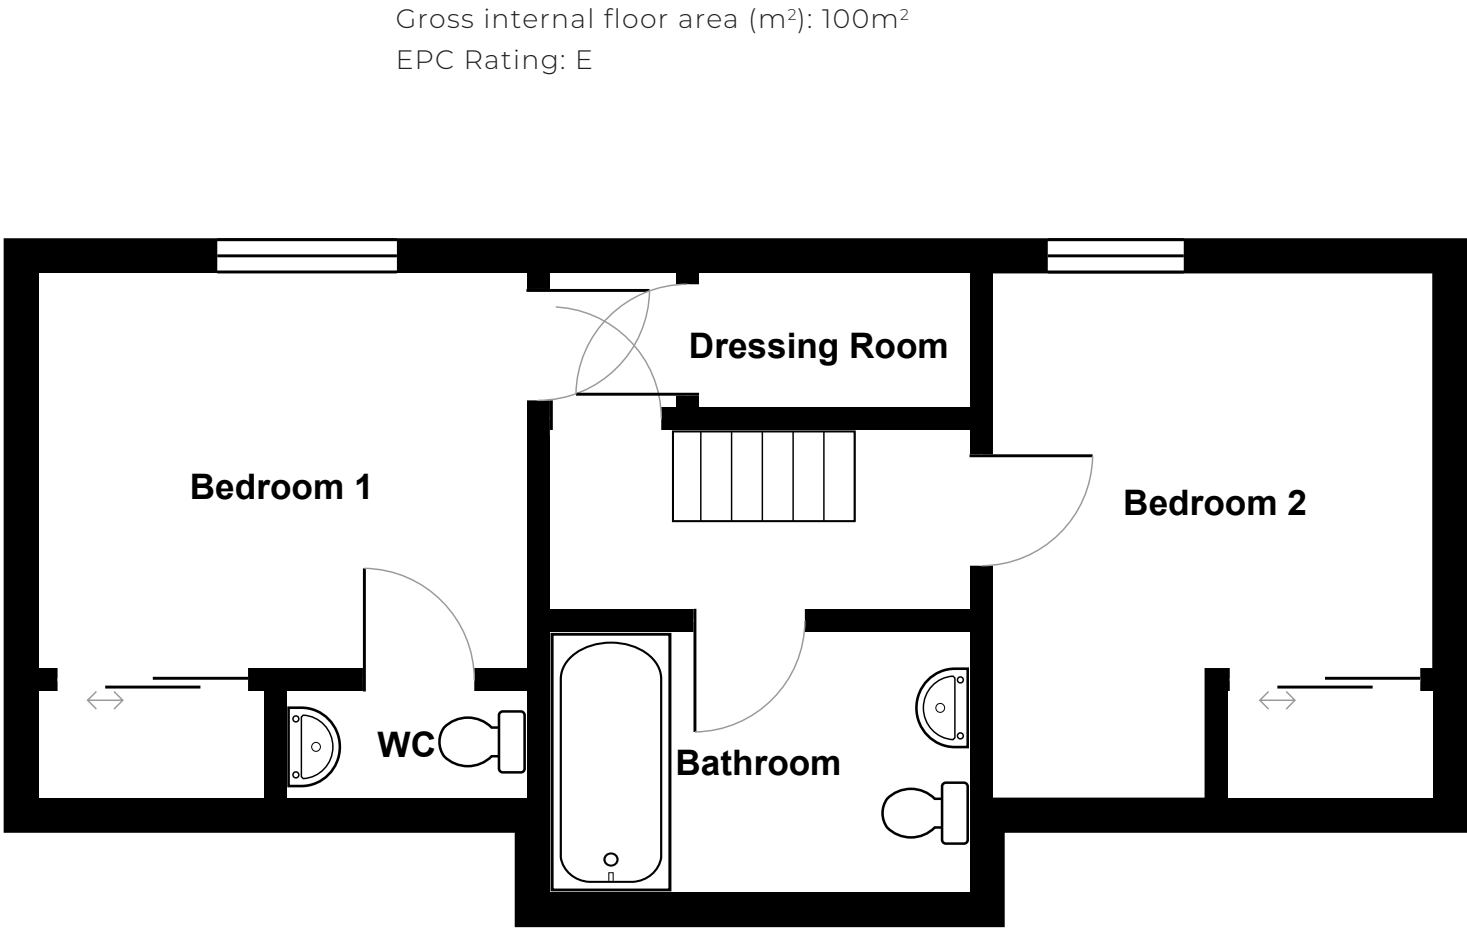 Gross internal floor area (m²): 100m²
EPC Rating: E
Dressing Room
Bedroom 1
Bedroom 2
WC
Bathroom